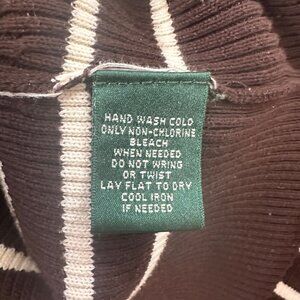 HAND WASH COLD
ONLY NON-CHLORINE
BLEACH
WHEN NEEDED
DO NOT WRING
OR TWIST
LAY FLAT TO DRY
COOL IRON
IF NEEDED